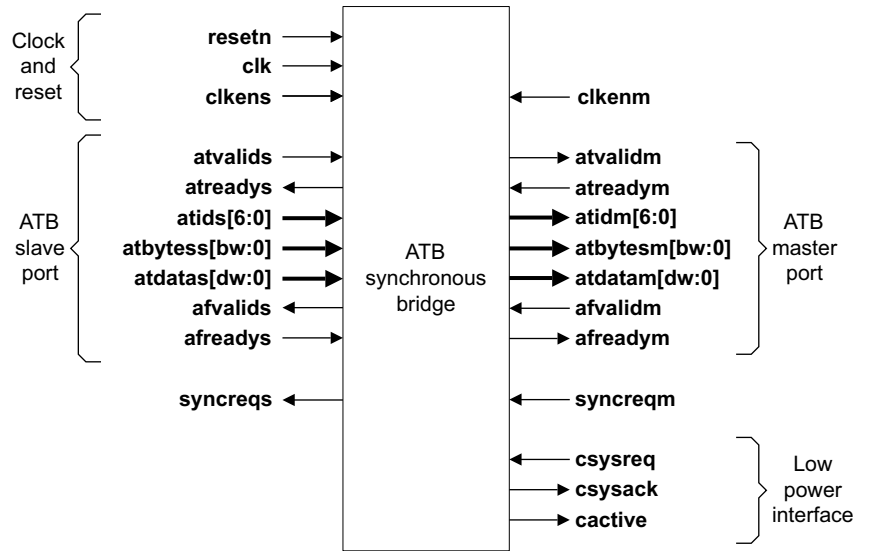 Clock
and
reset
resetn
clk
clkens
clkenm
ATB
slave
port
atvalids
atreadys
atids[6:0]
atbytess[bw:0]
atdatas[dw:0]
afvalids
afreadys
syncreqs
ATB
synchronous
bridge
atvalidm
atreadym
atidm[6:0]
atbytesm[bw:0]
atdatam[dw:0]
afvalidm
afreadym
ATB
master
port
syncreqm
csysreq
csysack
cactive
Low
power
interface